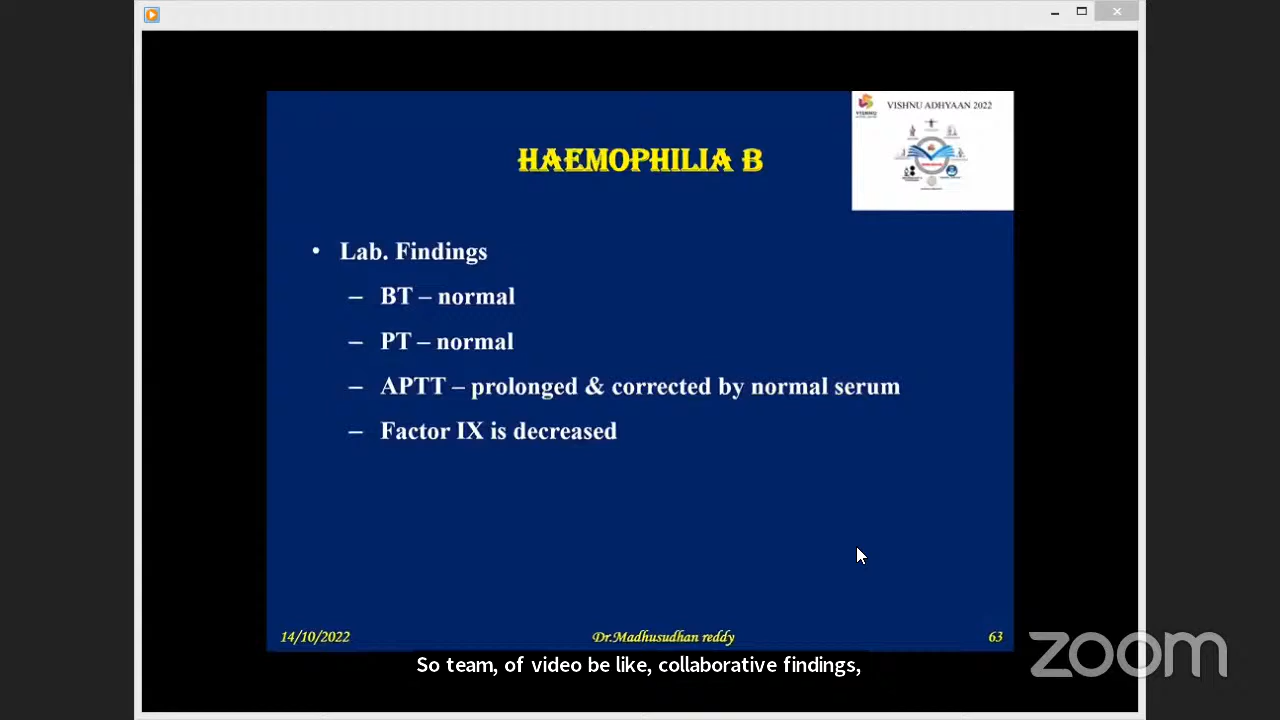 VISHNU ADHYAAN 2022
HAEMOPHILIA B
• Lab. Findings
– BT – normal
– PT – normal
– APTT – prolonged & corrected by normal serum
– Factor IX is decreased
14/10/2022
Dr.Madhusudhan reddy
63
So team, of video be like, collaborative findings,
zoom